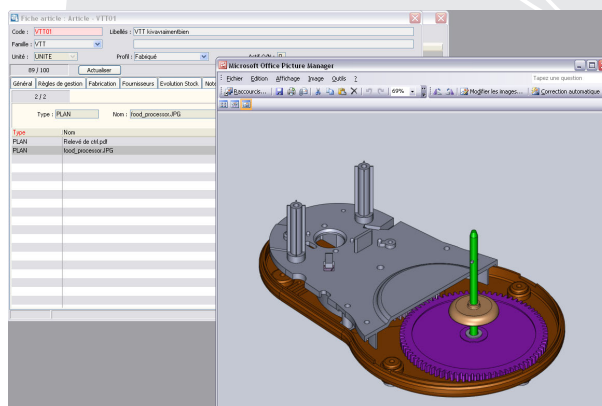 Fiche article : Article - VTT01
Code : VTT01 Libellés : VTT kivavraimentbien
Famille : VTT
Unité : UNITE Profil : Fabriqué
89 / 100 Actualiser
Général Règles de gestion Fabrication Fournisseurs Evolution Stock
2 / 2
Type : PLAN Nom : food_processor.JPG
Type Nom
PLAN Relevé de ctrl.pdf
PLAN food_processor.JPG
Microsoft Office Picture Manager
Fichier Edition Affichage Image Outils ? Tapez une question
Raccourcis... 69% Modifier les images... Correction automatique